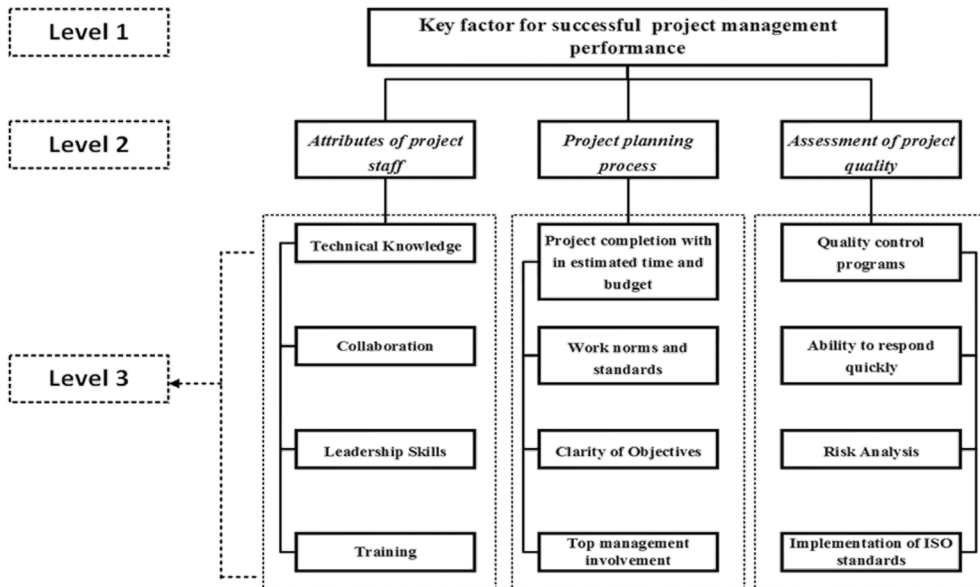 Level 1
Key factor for successful project management
performance
Level 2
Attributes of project
staff
Project planning
process
Assessment of project
quality
Level 3
Technical Knowledge
Collaboration
Leadership Skills
Training
Project completion with
in estimated time and
budget
Work norms and
standards
Clarity of Objectives
Top management
involvement
Quality control
programs
Ability to respond
quickly
Risk Analysis
Implementation of ISO
standards